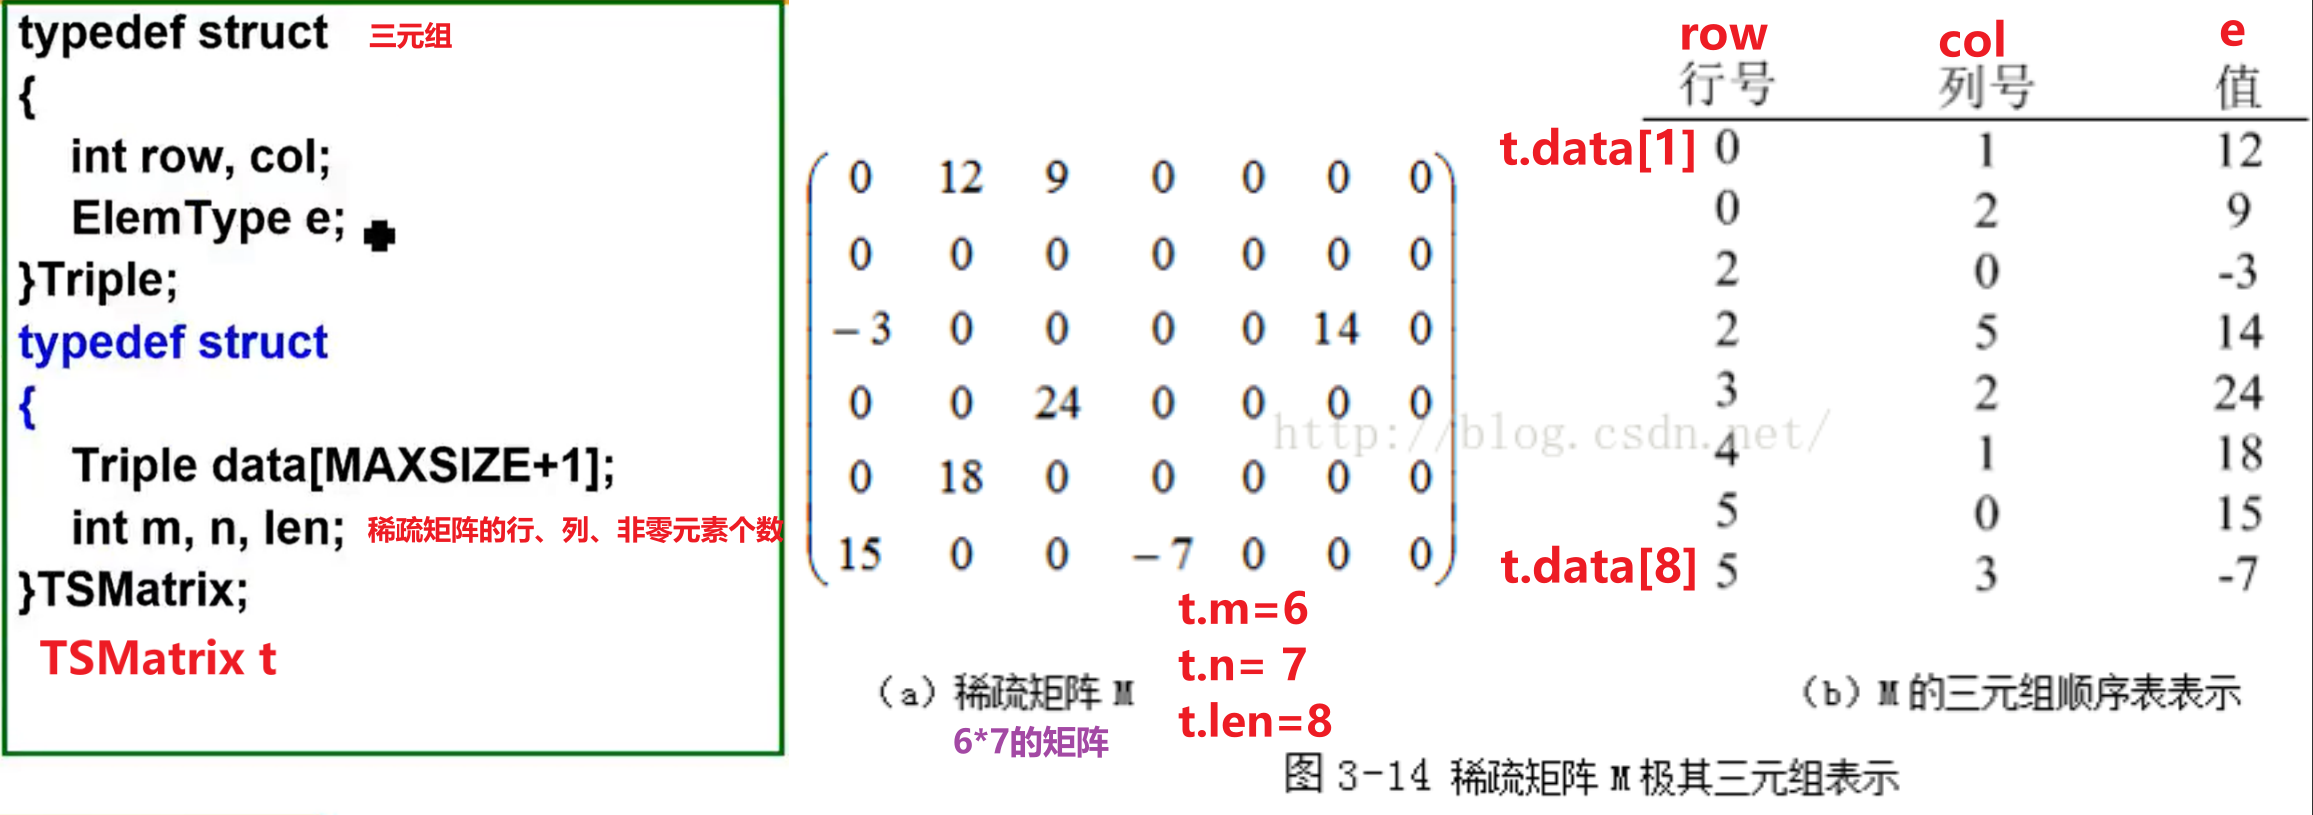 typedef struct 三元组
{
int row, col;
ElemType e;
}Triple;
typedef struct
{
Triple data[MAXSIZE+1];
int m, n, len; 稀疏矩阵的行、列、非零元素个数
}TSMatrix;
TSMatrix t
0 12 9 0 0 0 0
0 0 0 0 0 0 0
-3 0 0 0 0 14 0
0 0 24 0 0 0 0
0 18 0 0 0 0 0
15 0 0 -7 0 0 0
t.m=6
t.n= 7
t.len=8
(a) 稀疏矩阵 M
6*7的矩阵
row col e
行号 列号 值
t.data[1] 0 1 12
0 2 9
2 0 -3
2 5 14
3 2 24
http://blog.csdn.net/
4 1 18
5 0 15
t.data[8] 5 3 -7
(b) M 的三元组顺序表表示
图 3-14 稀疏矩阵 M 极其三元组表示